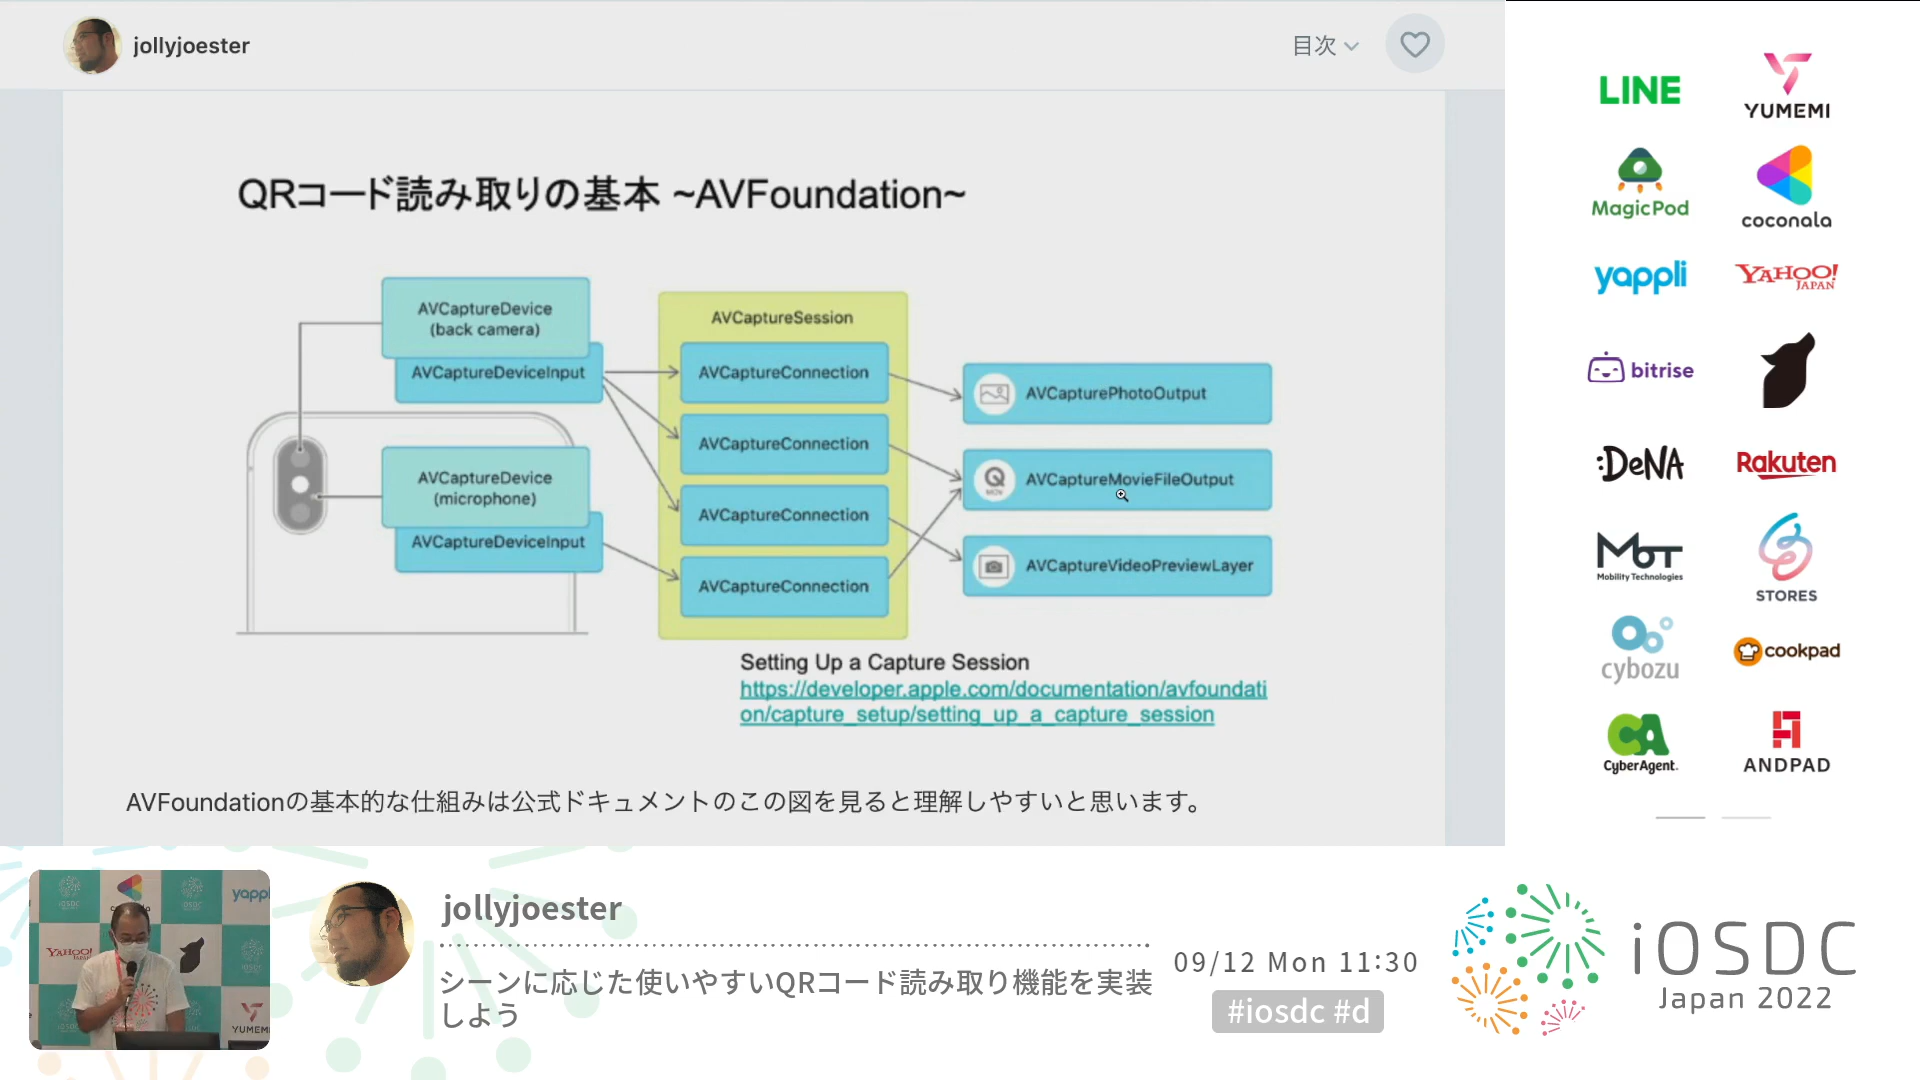 jollyjoester
目次
QRコード読み取りの基本 ~AVFoundation~
AVCaptureDevice
(back camera)
AVCaptureDeviceInput
AVCaptureDevice
(microphone)
AVCaptureDeviceInput
AVCaptureSession
AVCaptureConnection
AVCaptureConnection
AVCaptureConnection
AVCaptureConnection
AVCapturePhotoOutput
MOV
AVCaptureMovieFileOutput
AVCaptureVideoPreviewLayer
Setting Up a Capture Session
https://developer.apple.com/documentation/avfoundati
on/capture_setup/setting_up_a_capture_session
AVFoundationの基本的な仕組みは公式ドキュメントのこの図を見ると理解しやすいと思います。
LINE
YUMEMI
MagicPod
coconala
yappli
YAHOO!
JAPAN
bitrise
:DeNA
Rakuten
MoT
Mobility Technologies
STORES
cybozu
cookpad
CA
CyberAgent.
ANDPAD
yappl
YAHOO!
YUMEM
jollyjoester
シーンに応じた使いやすいQRコード読み取り機能を実装
しよう
09/12 Mon 11:30
#iosdc #d
iOSDC
Japan 2022